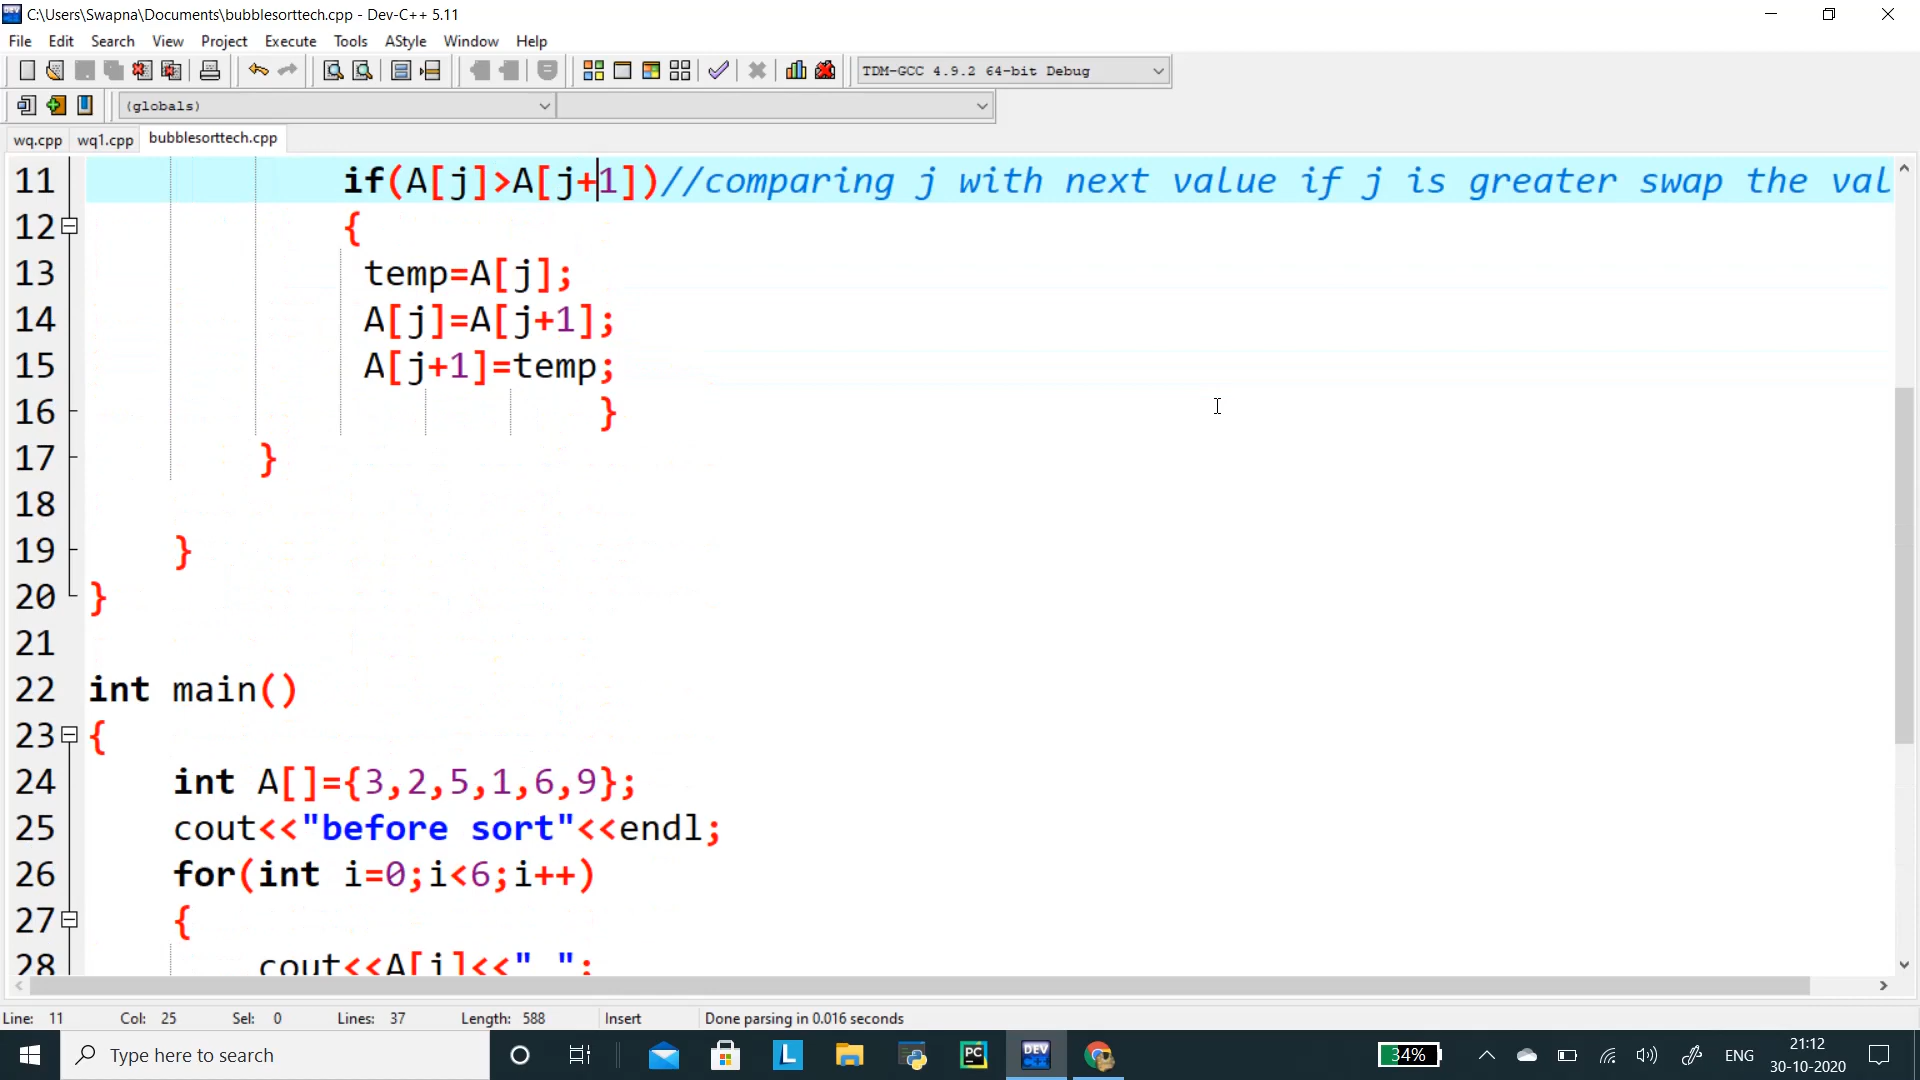 C:\Users\Swapna\Documents\bubblesorttech.cpp - Dev-C++ 5.11
File Edit Search View Project Execute Tools AStyle Window Help
TDM-GCC 4.9.2 64-bit Debug
(globals)
wq.cpp wq1.cpp bubblesorttech.cpp
11 if(A[j]>A[j+1])//comparing j with next value if j is greater swap the val
12 {
13 temp=A[j];
14 A[j]=A[j+1];
15 A[j+1]=temp;
16 }
17 }
18
19 }
20 }
21
22 int main()
23 {
24 int A[]={3,2,5,1,6,9};
25 cout<<"before sort"<<endl;
26 for(int i=0;i<6;i++)
27 {
28 cout<<A[i]<<" ";
Line: 11 Col: 25 Sel: 0 Lines: 37 Length: 588 Insert Done parsing in 0.016 seconds
Type here to search
L
PC
DEV
34%
ENG
21:12
30-10-2020